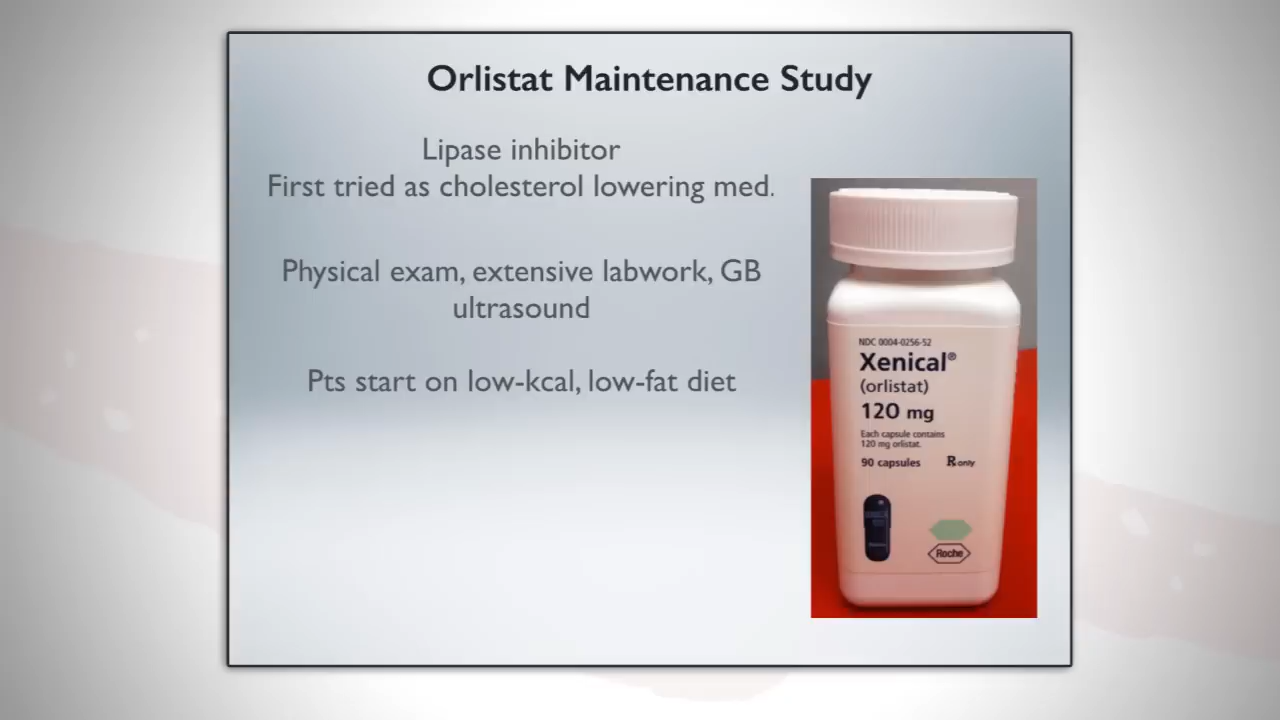 Orlistat Maintenance Study
Lipase inhibitor
First tried as cholesterol lowering med.
Physical exam, extensive labwork, GB
ultrasound
Pts start on low-kcal, low-fat diet
NDC 0004-0256-52
Xenical®
(orlistat)
120 mg
Each capsule contains
120 mg orlistat.
90 capsules ℞ only
Roche